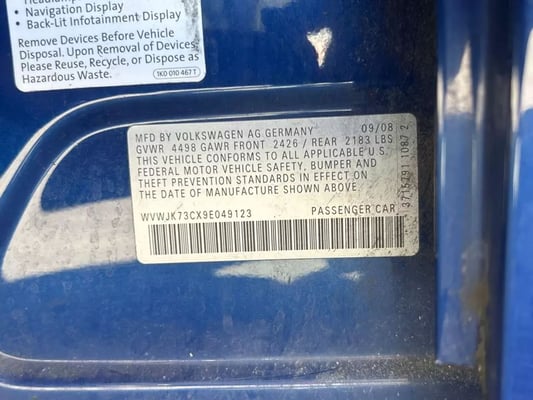 • Navigation Display
• Back-Lit Infotainment Display
Remove Devices Before Vehicle
Disposal. Upon Removal of Devices
Please Reuse, Recycle, or Dispose as
Hazardous Waste.
1K0 010 467 T
MFD BY VOLKSWAGEN AG GERMANY 09/08
GVWR 4498 GAWR FRONT 2426 / REAR 2183 LBS
THIS VEHICLE CONFORMS TO ALL APPLICABLE U.S.
FEDERAL MOTOR VEHICLE SAFETY, BUMPER AND
THEFT PREVENTION STANDARDS IN EFFECT ON
THE DATE OF MANUFACTURE SHOWN ABOVE.
WVWJK73CX9E049123 PASSENGER CAR